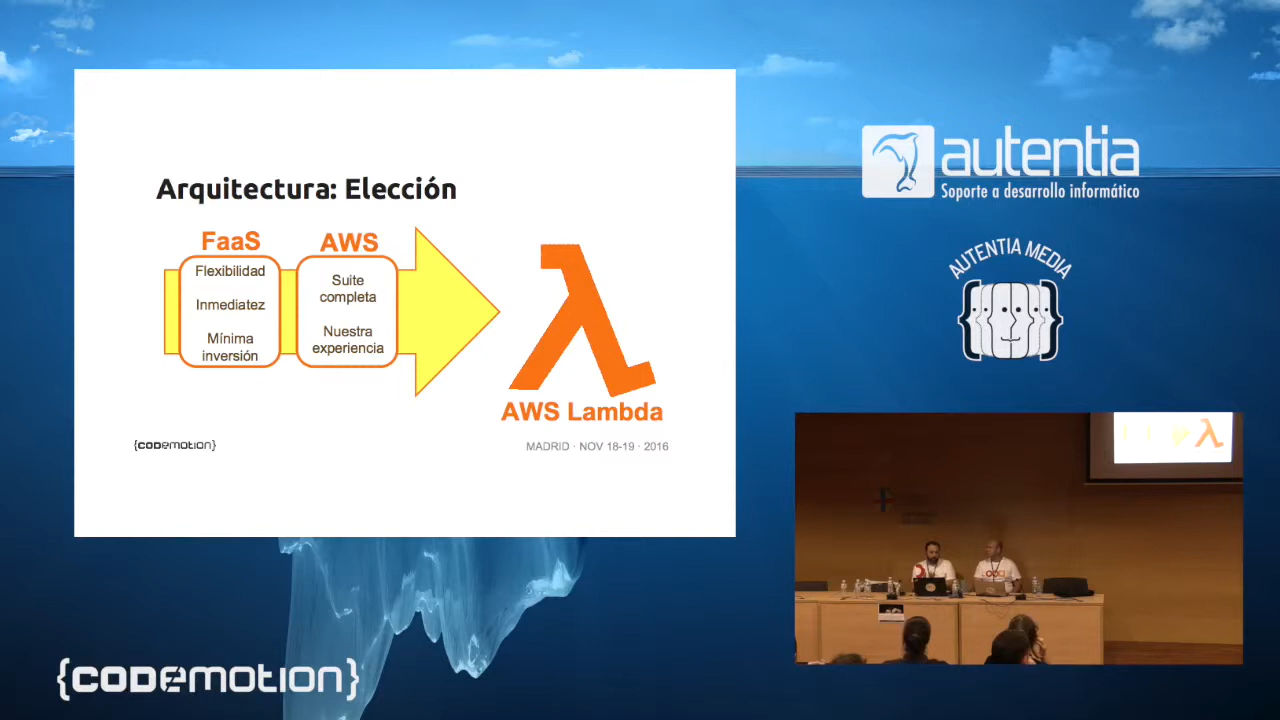 Arquitectura: Elección
FaaS
Flexibilidad
Inmediatez
Mínima
inversión
AWS
Suite
completa
Nuestra
experiencia
AWS Lambda
{CODEMOTION}
MADRID · NOV 18-19 · 2016
autentia
Soporte a desarrollo informático
AUTENTIA MEDIA
{CODEMOTION}